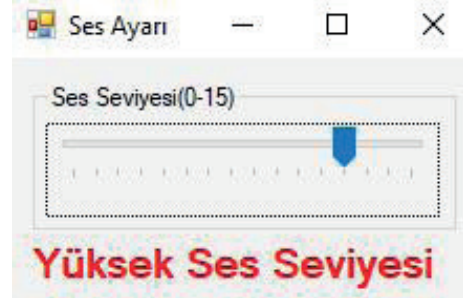 Ses Ayarı
Ses Seviyesi(0-15)
Yüksek Ses Seviyesi